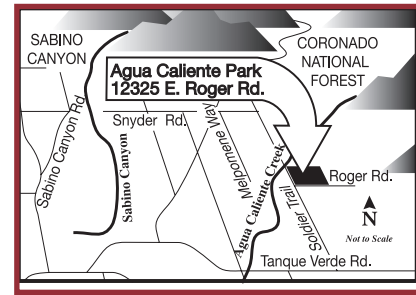 SABINO
CANYON
CORONADO
NATIONAL
FOREST
Agua Caliente Park
12325 E. Roger Rd.
Sabino Canyon Rd
Snyder Rd.
Sabino Canyon
Melpomene Way
Agua Caliente Creek
Soldier Trail
Roger Rd.
N
Not to Scale
Tanque Verde Rd.